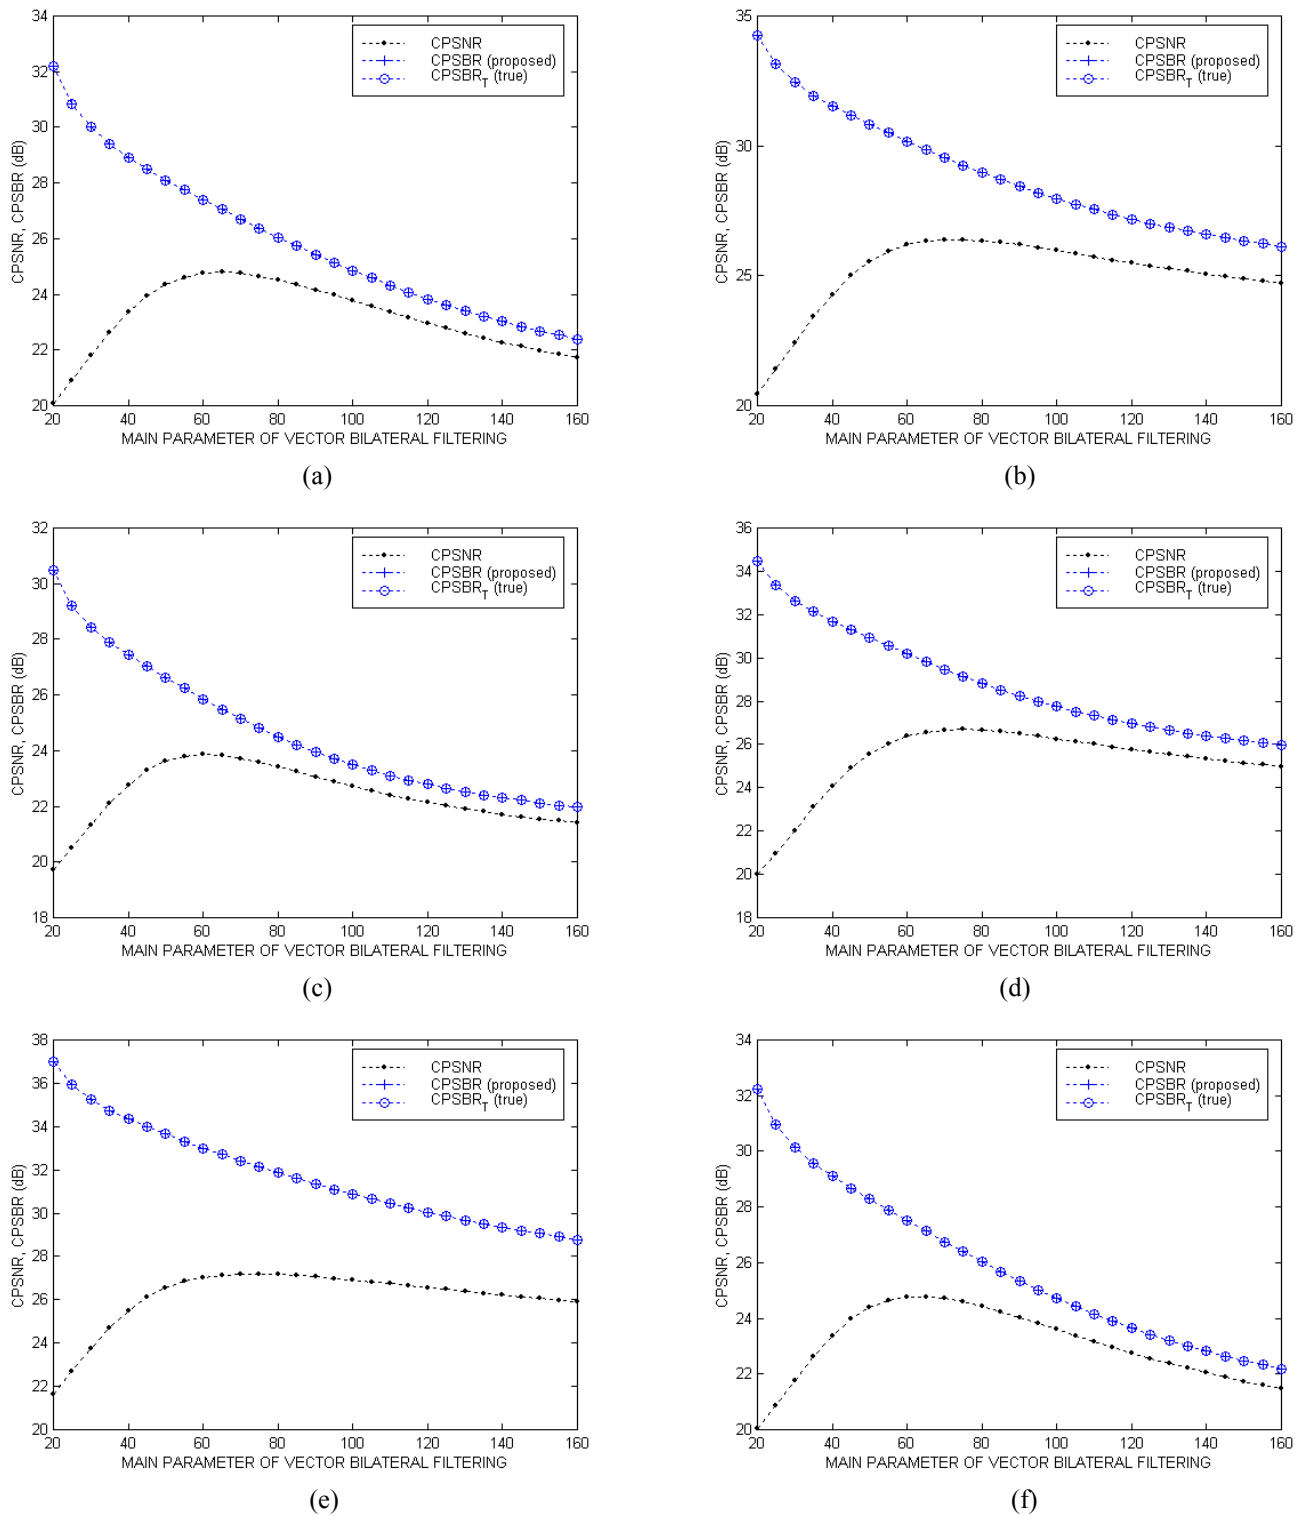 34
32
30
28
26
24
22
20
CPSNR, CPSBR (dB)
CPSNR
CPSBR (proposed)
CPSBR_T (true)
20 40 60 80 100 120 140 160
MAIN PARAMETER OF VECTOR BILATERAL FILTERING
(a)
35
30
25
20
CPSNR, CPSBR (dB)
CPSNR
CPSBR (proposed)
CPSBR_T (true)
20 40 60 80 100 120 140 160
MAIN PARAMETER OF VECTOR BILATERAL FILTERING
(b)
32
30
28
26
24
22
20
18
CPSNR, CPSBR (dB)
CPSNR
CPSBR (proposed)
CPSBR_T (true)
20 40 60 80 100 120 140 160
MAIN PARAMETER OF VECTOR BILATERAL FILTERING
(c)
36
34
32
30
28
26
24
22
20
18
CPSNR, CPSBR (dB)
CPSNR
CPSBR (proposed)
CPSBR_T (true)
20 40 60 80 100 120 140 160
MAIN PARAMETER OF VECTOR BILATERAL FILTERING
(d)
38
36
34
32
30
28
26
24
22
20
CPSNR, CPSBR (dB)
CPSNR
CPSBR (proposed)
CPSBR_T (true)
20 40 60 80 100 120 140 160
MAIN PARAMETER OF VECTOR BILATERAL FILTERING
(e)
34
32
30
28
26
24
22
20
CPSNR, CPSBR (dB)
CPSNR
CPSBR (proposed)
CPSBR_T (true)
20 40 60 80 100 120 140 160
MAIN PARAMETER OF VECTOR BILATERAL FILTERING
(f)